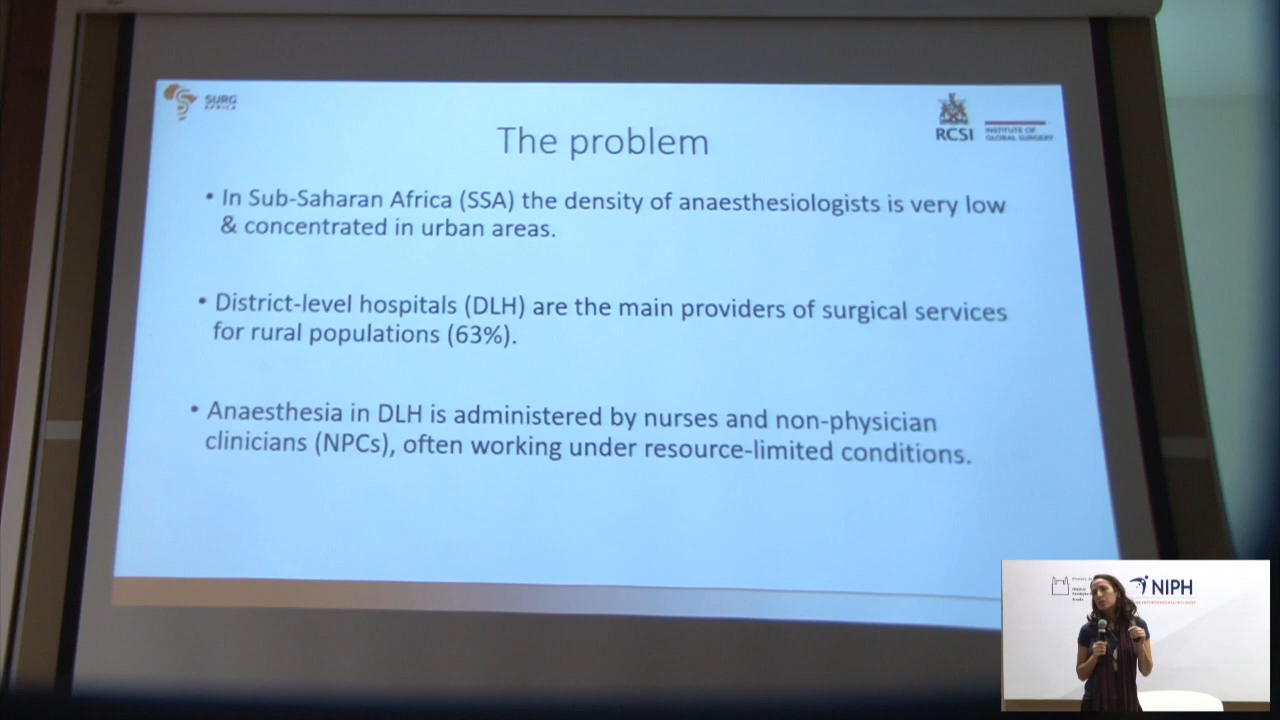 SURG
AFRICA
RCSI
INSTITUTE OF
GLOBAL SURGERY
The problem
• In Sub-Saharan Africa (SSA) the density of anaesthesiologists is very low
& concentrated in urban areas.
• District-level hospitals (DLH) are the main providers of surgical services
for rural populations (63%).
• Anaesthesia in DLH is administered by nurses and non-physician
clinicians (NPCs), often working under resource-limited conditions.
NIPH